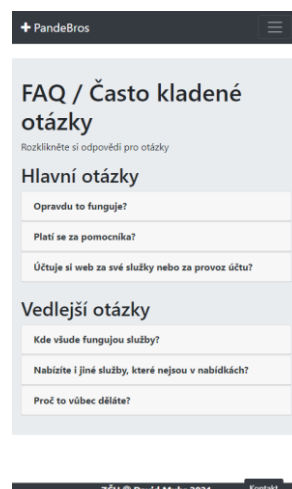 PandeBros
FAQ / Často kladené
otázky
Rozklikněte si odpovědi pro otázky
Hlavní otázky
Opravdu to funguje?
Platí se za pomocníka?
Účtuje si web za své služby nebo za provoz účtu?
Vedlejší otázky
Kde všude fungujou služby?
Nabízíte i jiné služby, které nejsou v nabídkách?
Proč to vůbec děláte?
David
Kontakt